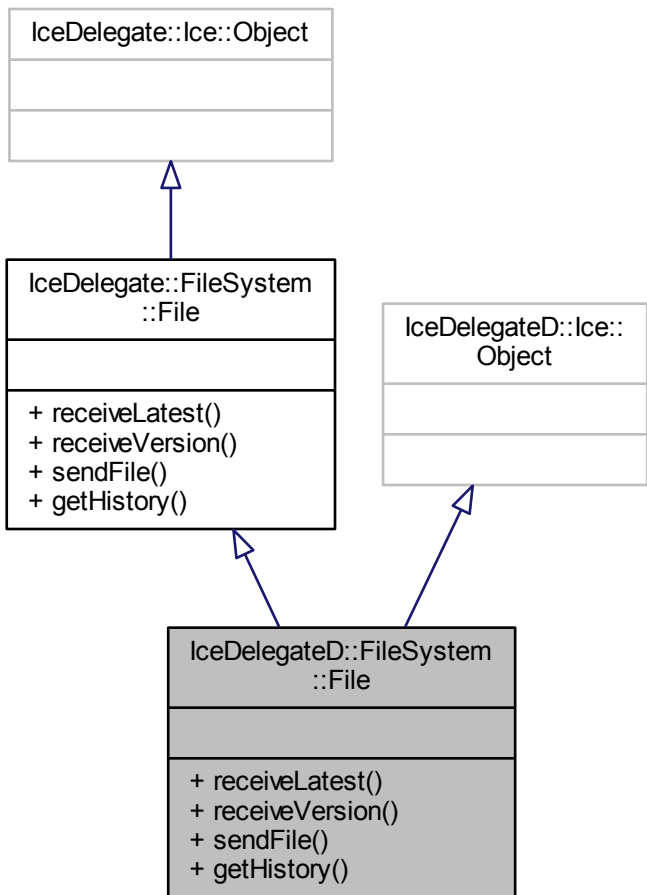 IceDelegate::Ice::Object
IceDelegate::FileSystem
::File
+ receiveLatest()
+ receiveVersion()
+ sendFile()
+ getHistory()
IceDelegateD::Ice::
Object
IceDelegateD::FileSystem
::File
+ receiveLatest()
+ receiveVersion()
+ sendFile()
+ getHistory()